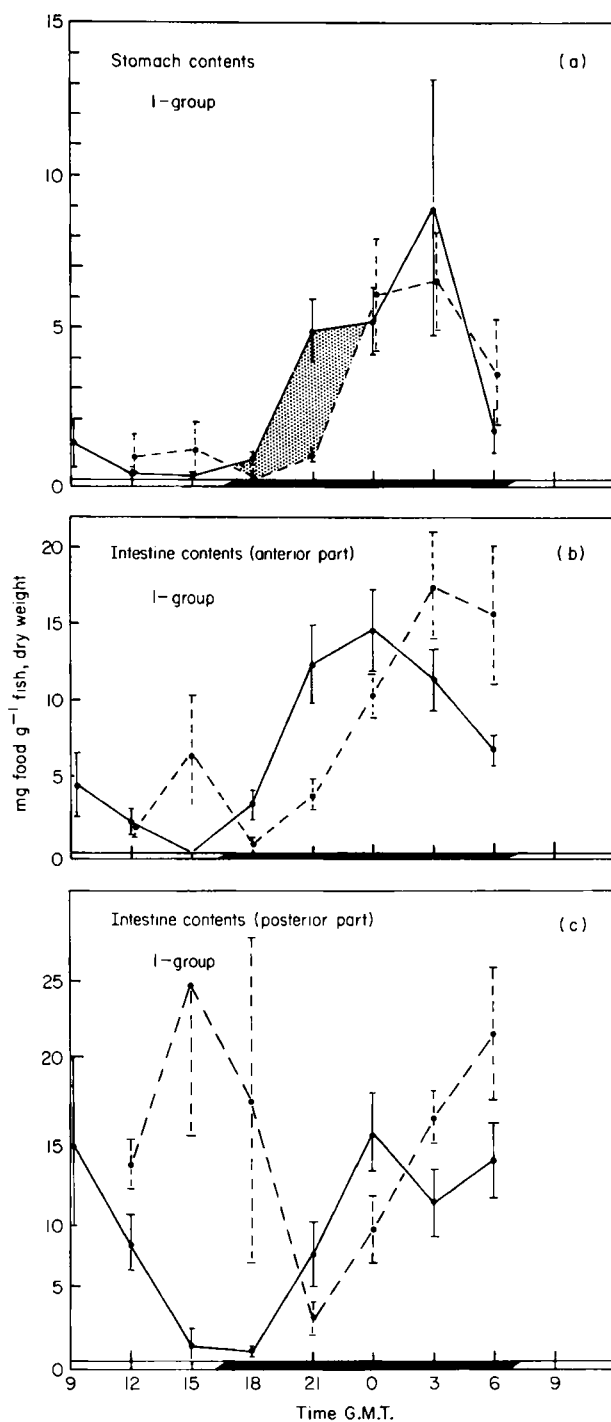 15
Stomach contents
(a)
I-group
10
5
0
20
Intestine contents (anterior part)
(b)
I-group
15
10
5
0
mg food g⁻¹ fish, dry weight
Intestine contents (posterior part)
(c)
I-group
25
20
15
10
5
0
9 12 15 18 21 0 3 6 9
Time G.M.T.